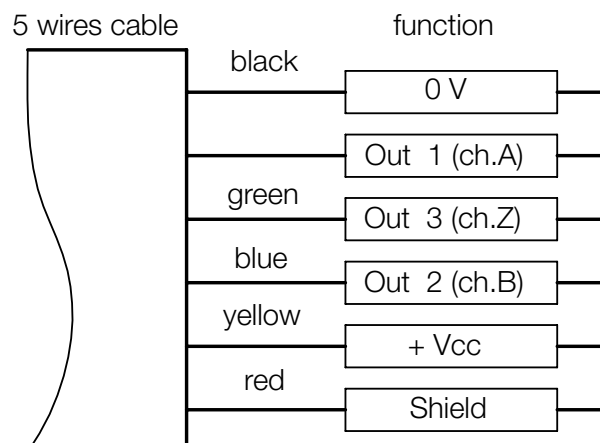 5 wires cable function
black
0 V
Out 1 (ch.A)
green
Out 3 (ch.Z)
blue
Out 2 (ch.B)
yellow
+ Vcc
red
Shield